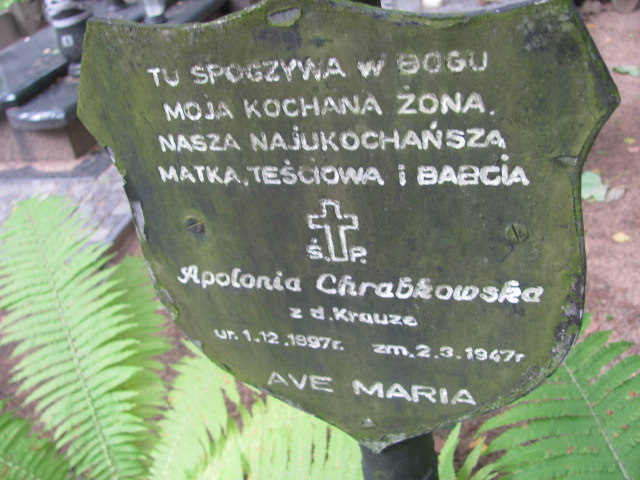 TU SPOCZYWA W BOGU
MOJA KOCHANA ŻONA.
NASZA NAJUKOCHAŃSZA
MATKA, TEŚCIOWA i BABCIA
Ś.P.
Apolonia Chrabkowska
z d. Krauze
ur. 1.12.1897r. zm. 2.3.1947r
AVE MARIA